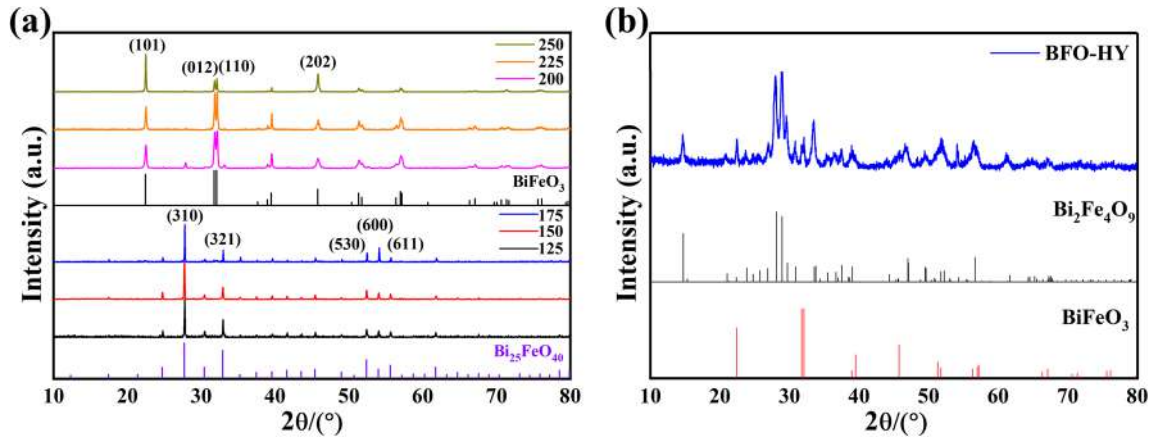 (a)
(101)
(012)
(110)
(202)
250
225
200
BiFeO₃
(310)
(321)
(530)
(600)
(611)
175
150
125
Bi₂₅FeO₄₀
Intensity (a.u.)
10 20 30 40 50 60 70 80
2θ/(°)
(b)
BFO-HY
Bi₂Fe₄O₉
BiFeO₃
Intensity (a.u.)
10 20 30 40 50 60 70 80
2θ/(°)